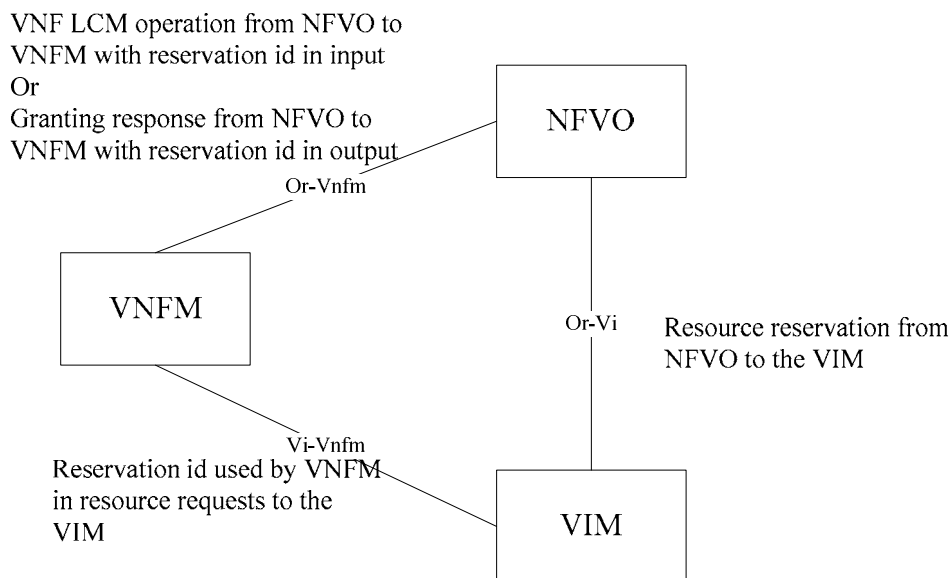 VNF LCM operation from NFVO to
VNFM with reservation id in input
Or
Granting response from NFVO to
VNFM with reservation id in output
NFVO
Or-Vnfm
VNFM
Or-Vi
Resource reservation from
NFVO to the VIM
Vi-Vnfm
Reservation id used by VNFM
in resource requests to the
VIM
VIM